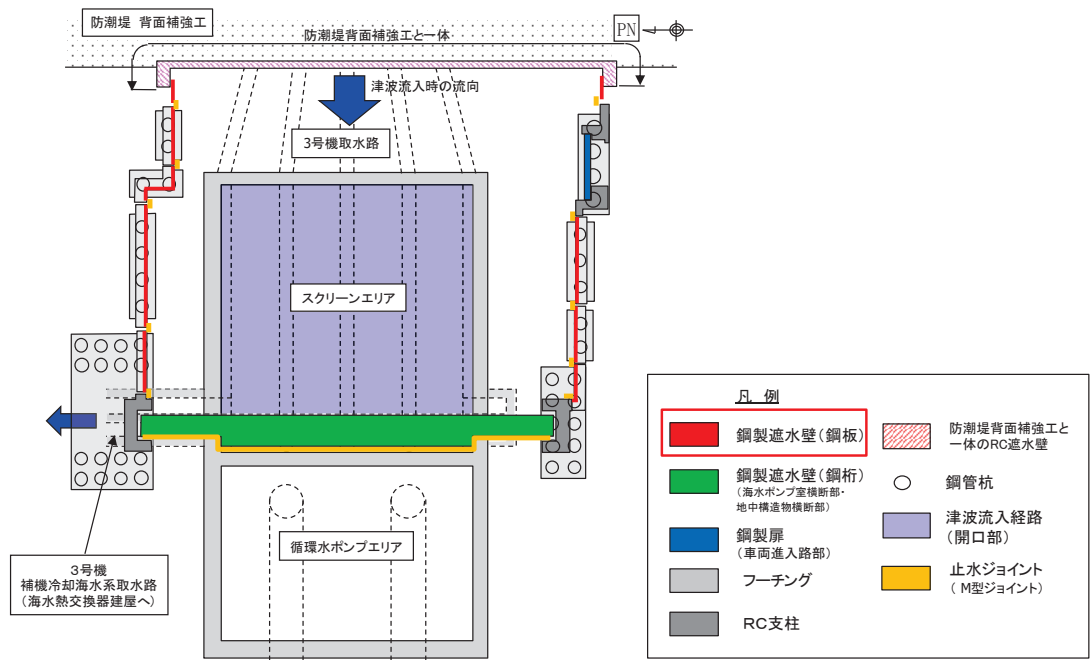 防潮堤 背面補強工
防潮堤背面補強工と一体
PN
津波流入時の流向
3号機取水路
スクリーンエリア
循環水ポンプエリア
3号機
補機冷却海水系取水路
(海水熱交換器建屋へ)
凡 例
鋼製遮水壁(鋼板)
鋼製遮水壁(鋼桁)
(海水ポンプ室横断部・
地中構造物横断部)
鋼製扉
(車両進入路部)
フーチング
RC支柱
防潮堤背面補強工と
一体のRC遮水壁
鋼管杭
津波流入経路
(開口部)
止水ジョイント
(M型ジョイント)